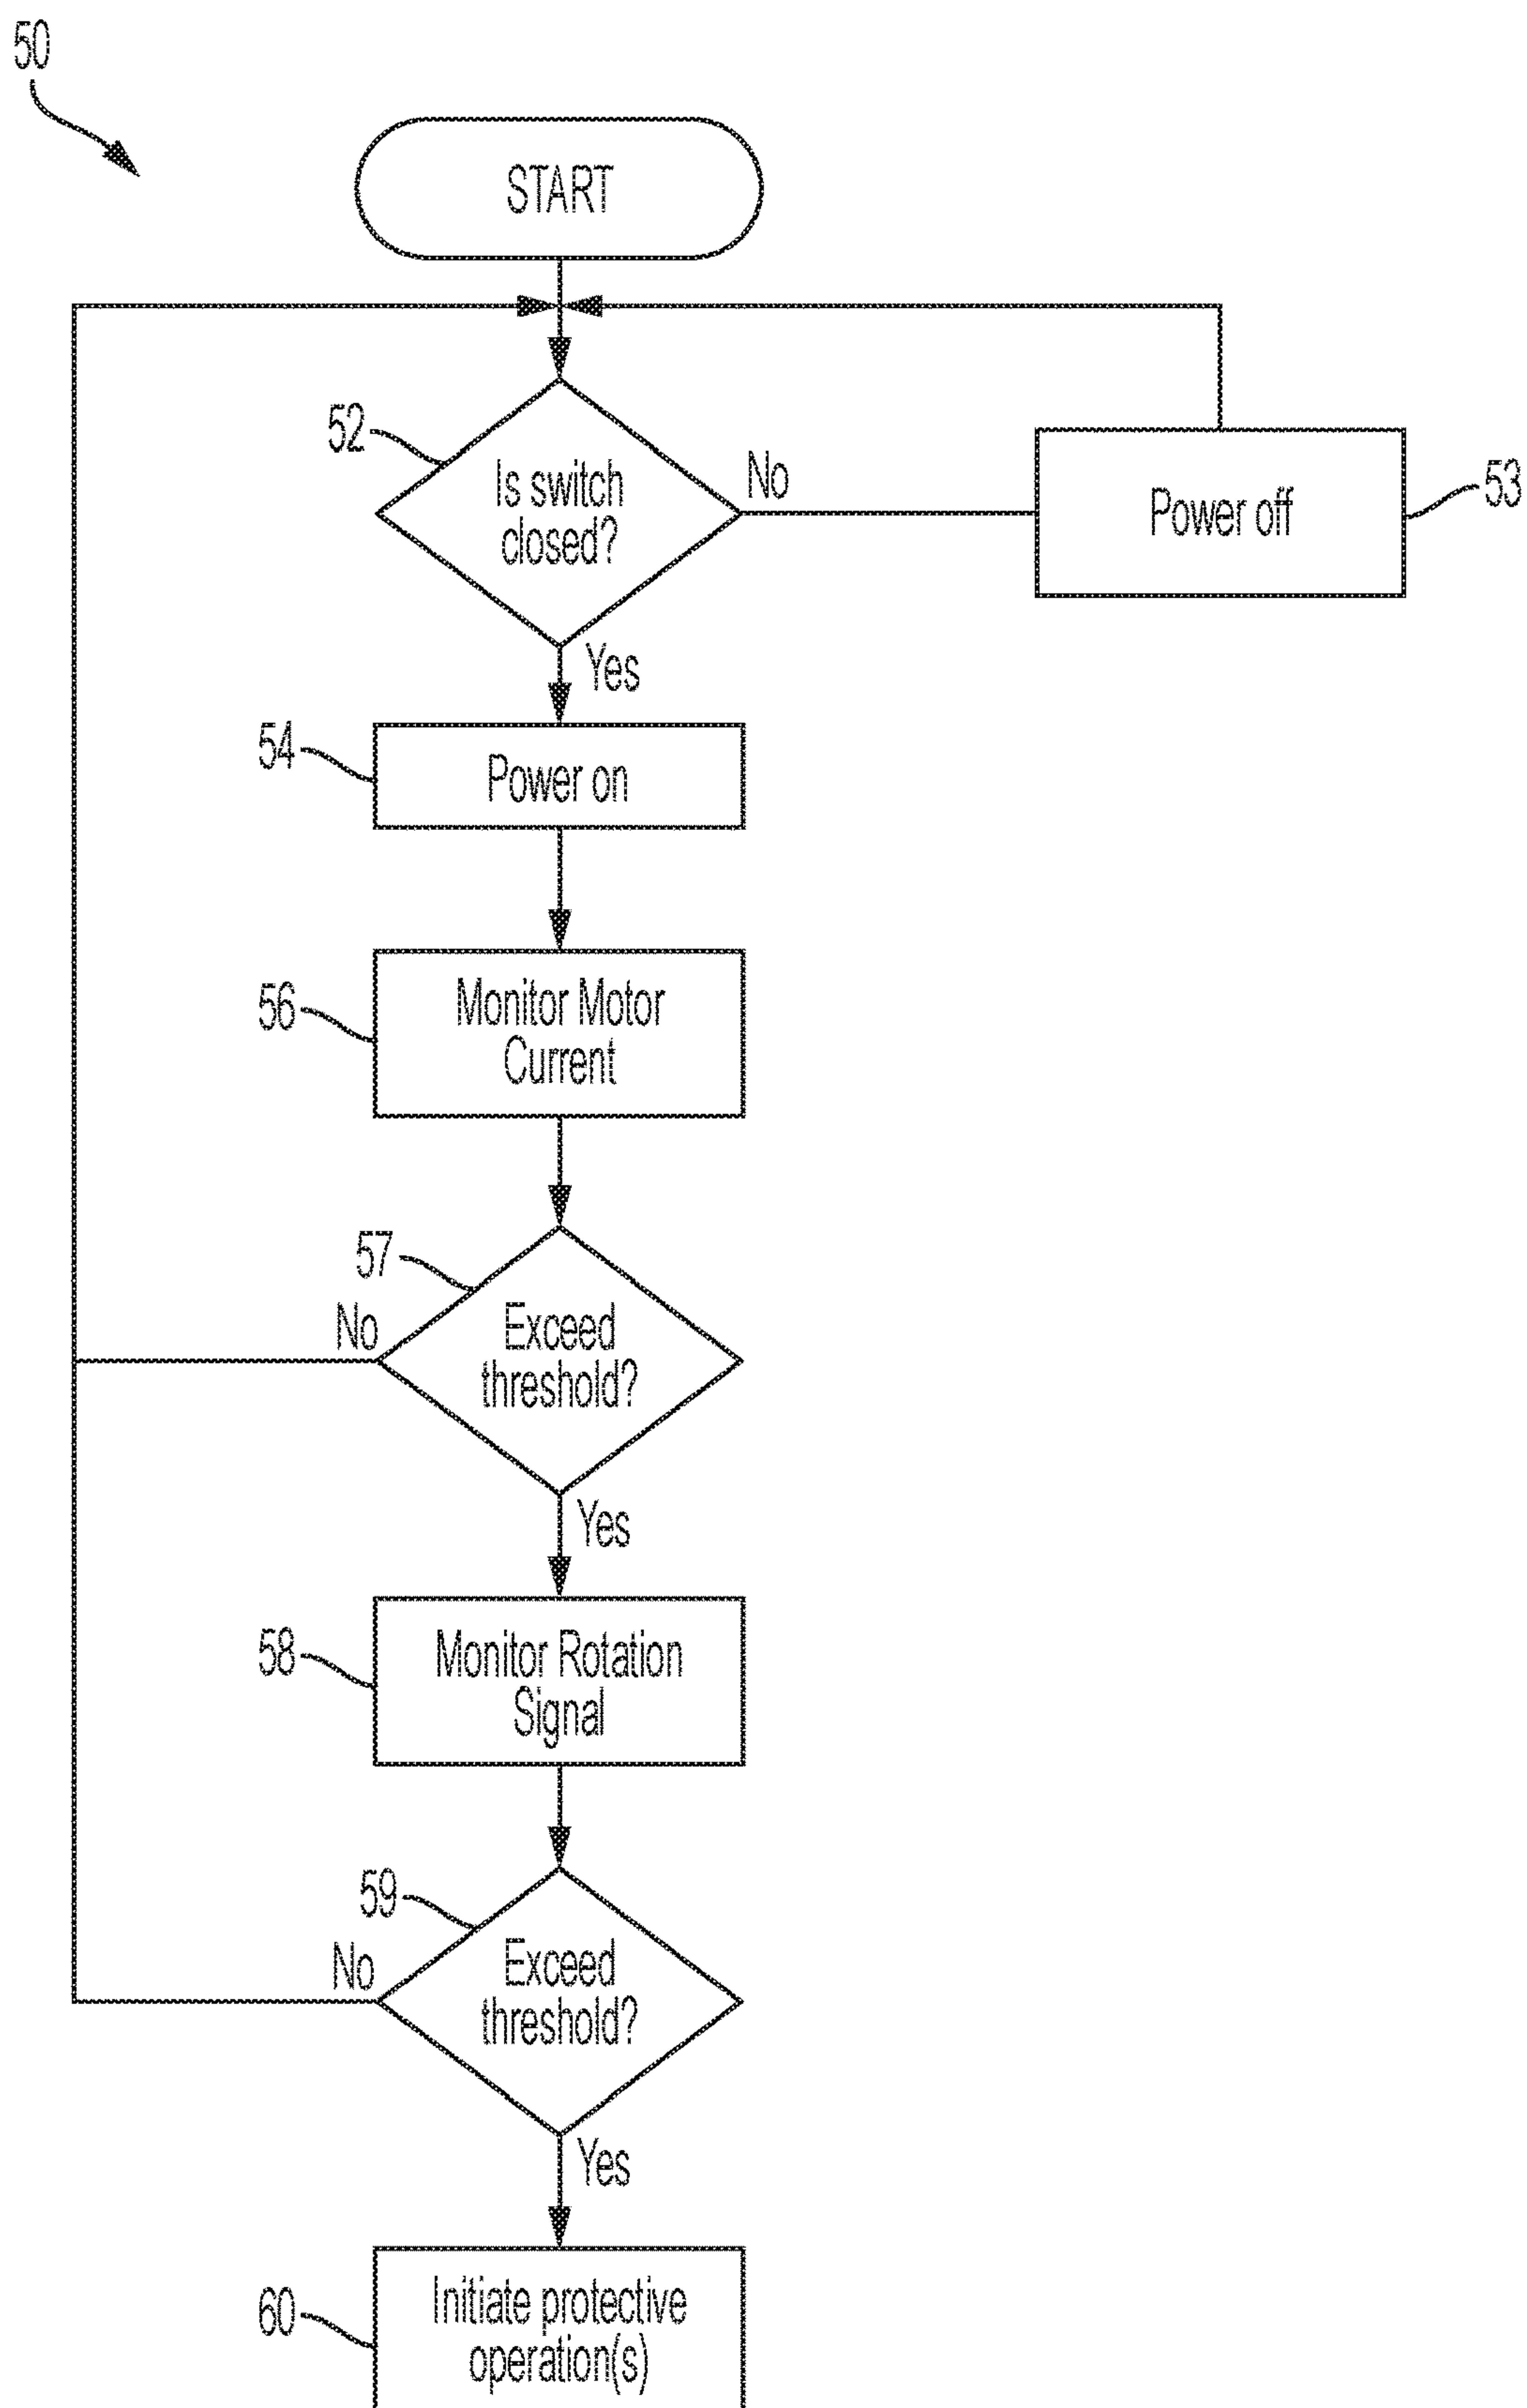 50
START
52
Is switch
closed?
No
Power off
53
Yes
54
Power on
56
Monitor Motor
Current
57
No
Exceed
threshold?
Yes
58
Monitor Rotation
Signal
59
No
Exceed
threshold?
Yes
60
Initiate protective
operation(s)